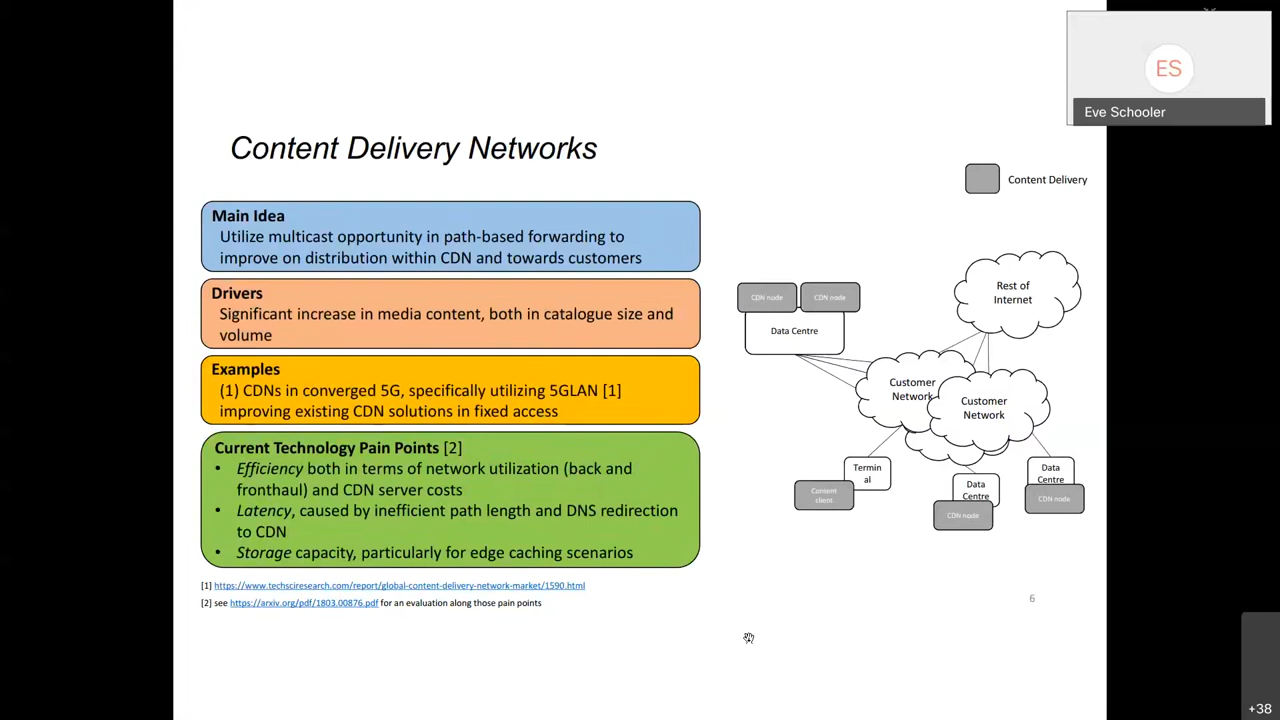 ES
Eve Schooler
Content Delivery Networks
Content Delivery
Main Idea
Utilize multicast opportunity in path-based forwarding to
improve on distribution within CDN and towards customers
Drivers
Significant increase in media content, both in catalogue size and
volume
Examples
(1) CDNs in converged 5G, specifically utilizing 5GLAN [1]
improving existing CDN solutions in fixed access
Current Technology Pain Points [2]
• Efficiency both in terms of network utilization (back and
fronthaul) and CDN server costs
• Latency, caused by inefficient path length and DNS redirection
to CDN
• Storage capacity, particularly for edge caching scenarios
[1] https://www.techsciresearch.com/report/global-content-delivery-network-market/1590.html
[2] see https://arxiv.org/pdf/1803.00876.pdf for an evaluation along those pain points
Rest of
Internet
CDN node
CDN node
Data Centre
Customer
Network
Customer
Network
Termin
al
Content
client
Data
Centre
CDN node
Data
Centre
CDN node
6
+38